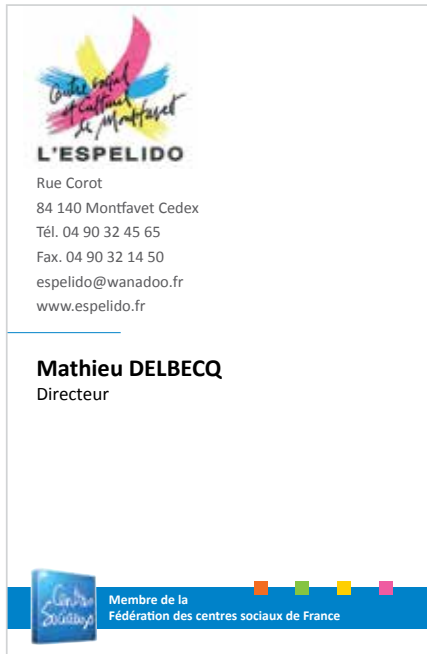 Centre social
et Culturel
de Montfavet
L'ESPELIDO
Rue Corot
84 140 Montfavet Cedex
Tél. 04 90 32 45 65
Fax. 04 90 32 14 50
espelido@wanadoo.fr
www.espelido.fr
Mathieu DELBECQ
Directeur
Centres
Sociaux
Membre de la
Fédération des centres sociaux de France